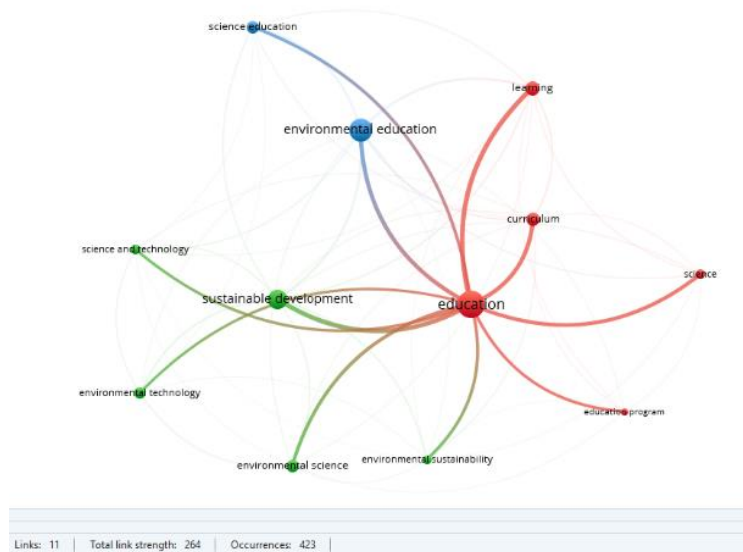 science education
learning
environmental education
curriculum
science and technology
science
sustainable development
education
environmental technology
education program
environmental sustainability
environmental science
Links: 11 | Total link strength: 264 | Occurrences: 423 |